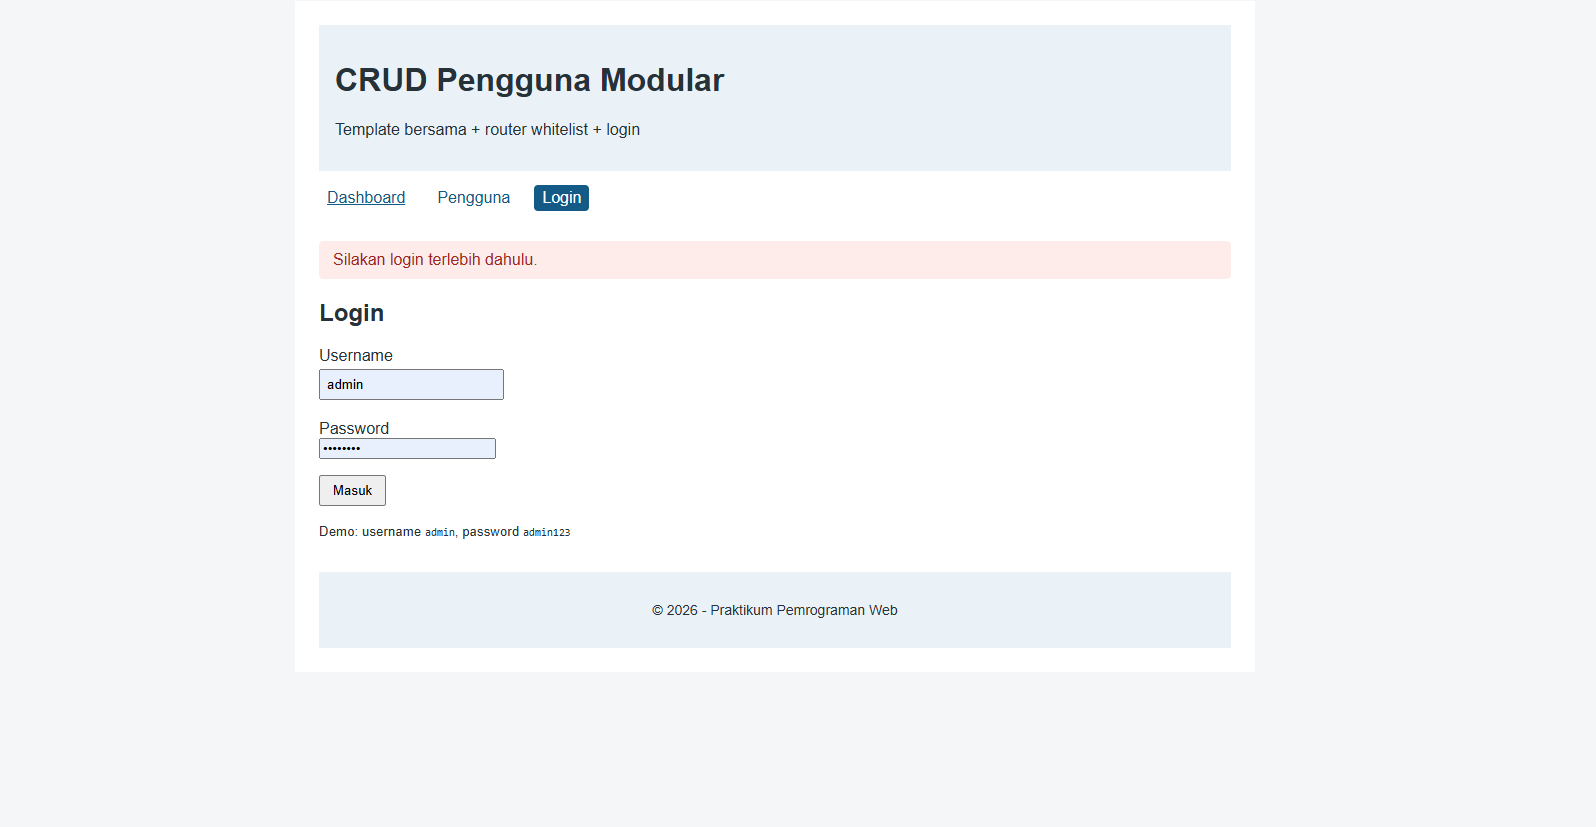 CRUD Pengguna Modular
Template bersama + router whitelist + login
Dashboard Pengguna Login
Silakan login terlebih dahulu.
Login
Username
admin
Password
••••••••
Masuk
Demo: username admin, password admin123
© 2026 - Praktikum Pemrograman Web